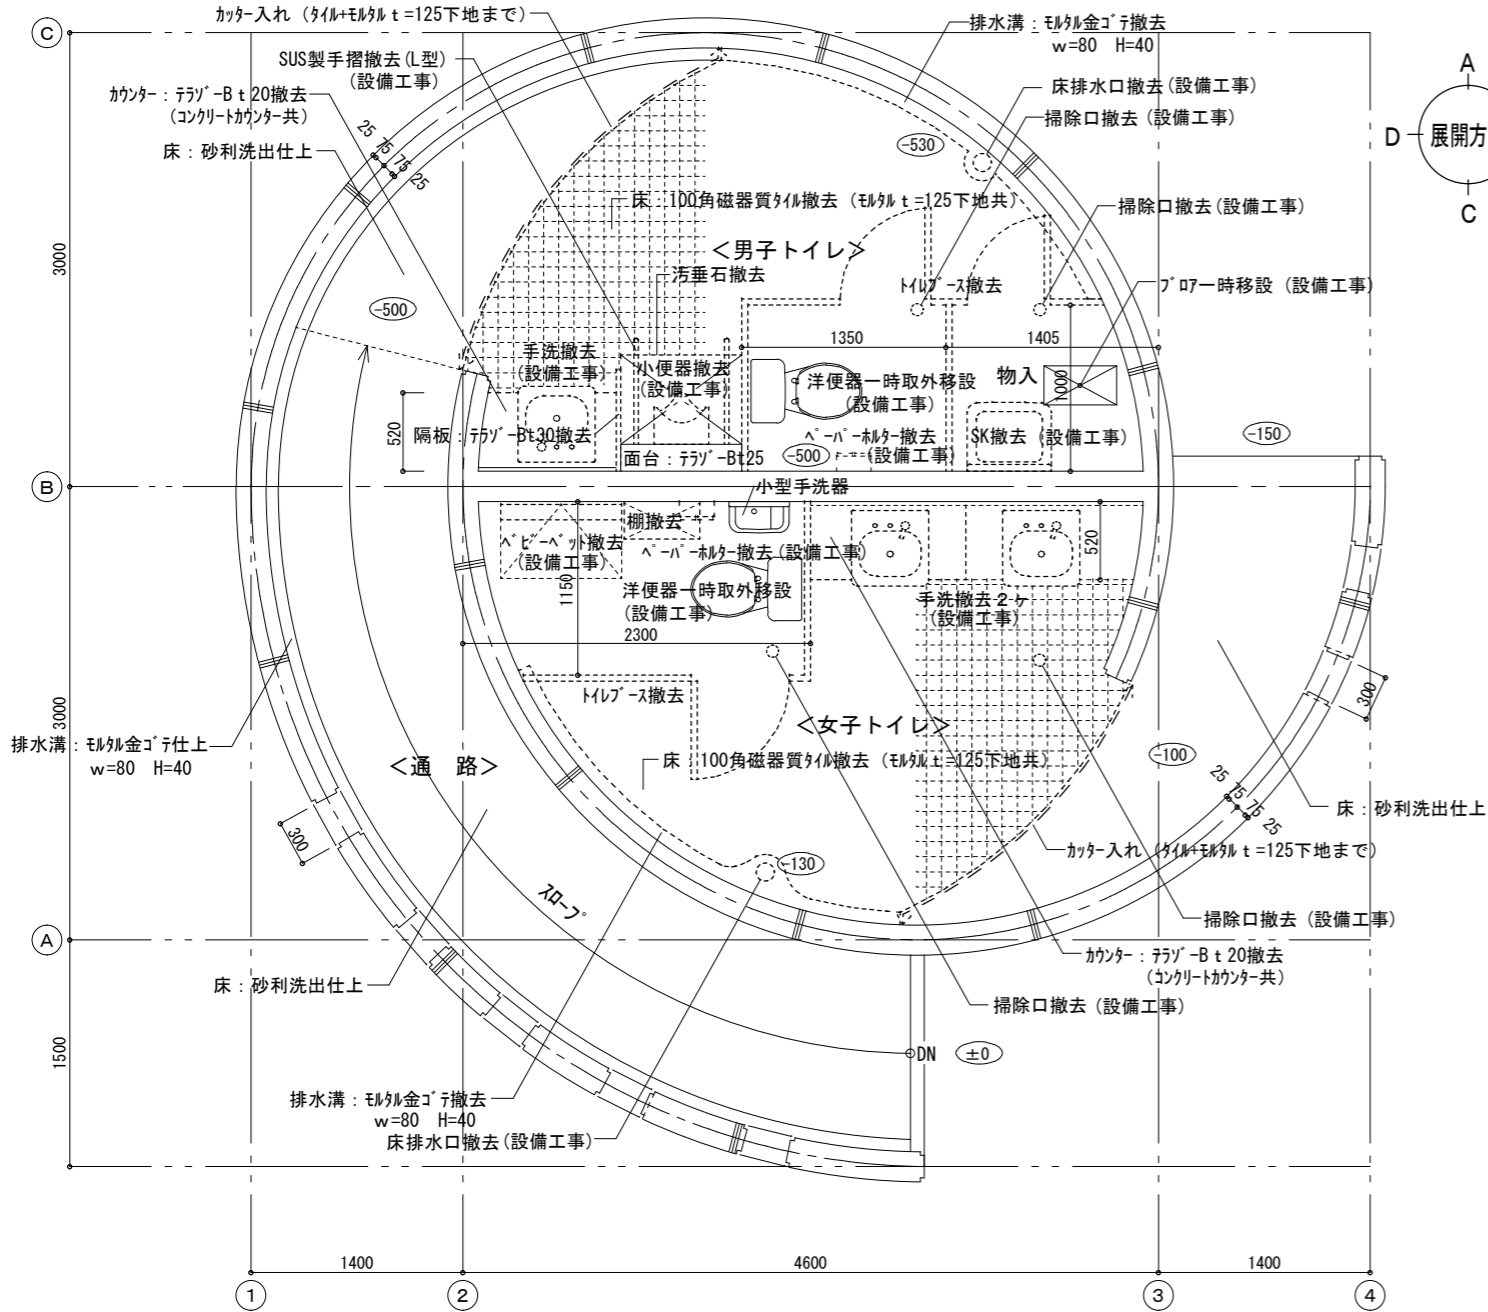 カッター入れ（ﾀｲﾙ+ﾓﾙﾀﾙｔ=125下地まで）
排水溝：ﾓﾙﾀﾙ金ｺﾞﾃ撤去
w=80　H=40
C
SUS製手摺撤去(L型)
(設備工事)
床排水口撤去(設備工事)
A
D
展開方
C
カウンター：ﾃﾗｿﾞｰBｔ20撤去
(ｺﾝｸﾘｰﾄｶｳﾝﾀｰ共)
掃除口撤去(設備工事)
床：砂利洗出仕上
25
75
75
25
-530
床　100角磁器質ﾀｲﾙ撤去（ﾓﾙﾀﾙｔ=125下地共）
掃除口撤去(設備工事)
3000
＜男子トイレ＞
汚垂石撤去
ﾄｲﾚﾌﾞｰｽ撤去
ﾌﾞﾛｱ一時移設（設備工事）
-500
1350
1405
手洗撤去
(設備工事)
小便器撤去
(設備工事)
洋便器一時取外移設
(設備工事)
物入
1000
520
隔板：ﾃﾗｿﾞｰBt30撤去
ﾍﾟｰﾊﾟｰﾎﾙﾀﾞｰ撤去
(設備工事)
SK撤去（設備工事）
-150
面台：ﾃﾗｿﾞｰBt25
-500
B
小型手洗器
棚撤去
ﾍﾞﾋﾞｰﾍﾞｯﾄ撤去
(設備工事)
ﾍﾟｰﾊﾟｰﾎﾙﾀﾞｰ撤去(設備工事)
520
1150
洋便器一時取外移設
(設備工事)
手洗撤去２ヶ
(設備工事)
2300
ﾄｲﾚﾌﾞｰｽ撤去
300
3000
＜女子トイレ＞
排水溝：ﾓﾙﾀﾙ金ｺﾞﾃ仕上
w=80　H=40
＜通　路＞
床　100角磁器質ﾀｲﾙ撤去（ﾓﾙﾀﾙｔ=125下地共）
-100
25
75
75
25
床：砂利洗出仕上
300
カッター入れ（ﾀｲﾙ+ﾓﾙﾀﾙｔ=125下地まで）
-130
ｽﾛｰﾌﾟ
掃除口撤去（設備工事）
A
カウンター：ﾃﾗｿﾞｰBｔ20撤去
(ｺﾝｸﾘｰﾄｶｳﾝﾀｰ共)
床：砂利洗出仕上
掃除口撤去（設備工事）
1500
DN
±0
排水溝：ﾓﾙﾀﾙ金ｺﾞﾃ撤去
w=80　H=40
床排水口撤去(設備工事)
1400
4600
1400
1
2
3
4